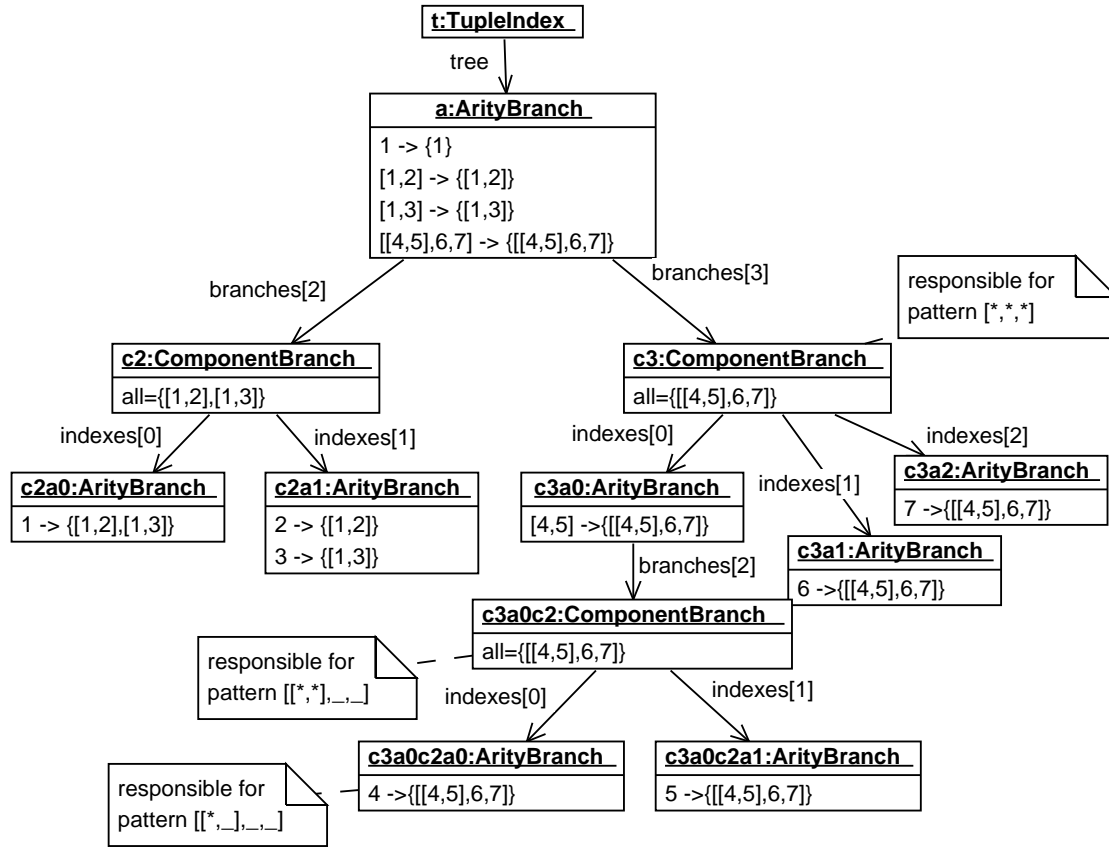 t:TupleIndex
tree
a:ArityBranch
1 -> {1}
[1,2] -> {[1,2]}
[1,3] -> {[1,3]}
[[4,5],6,7] -> {[[4,5],6,7]}
branches[2]
branches[3]
responsible for
pattern [*,*,*]
c2:ComponentBranch
all={[1,2],[1,3]}
c3:ComponentBranch
all={[[4,5],6,7]}
indexes[0]
indexes[1]
indexes[0]
indexes[1]
indexes[2]
c2a0:ArityBranch
1 -> {[1,2],[1,3]}
c2a1:ArityBranch
2 -> {[1,2]}
3 -> {[1,3]}
c3a0:ArityBranch
[4,5] ->{[[4,5],6,7]}
c3a2:ArityBranch
7 ->{[[4,5],6,7]}
c3a1:ArityBranch
6 ->{[[4,5],6,7]}
branches[2]
c3a0c2:ComponentBranch
all={[[4,5],6,7]}
responsible for
pattern [[*,*],_,_]
indexes[0]
indexes[1]
c3a0c2a0:ArityBranch
4 ->{[[4,5],6,7]}
c3a0c2a1:ArityBranch
5 ->{[[4,5],6,7]}
responsible for
pattern [[*,_],_,_]